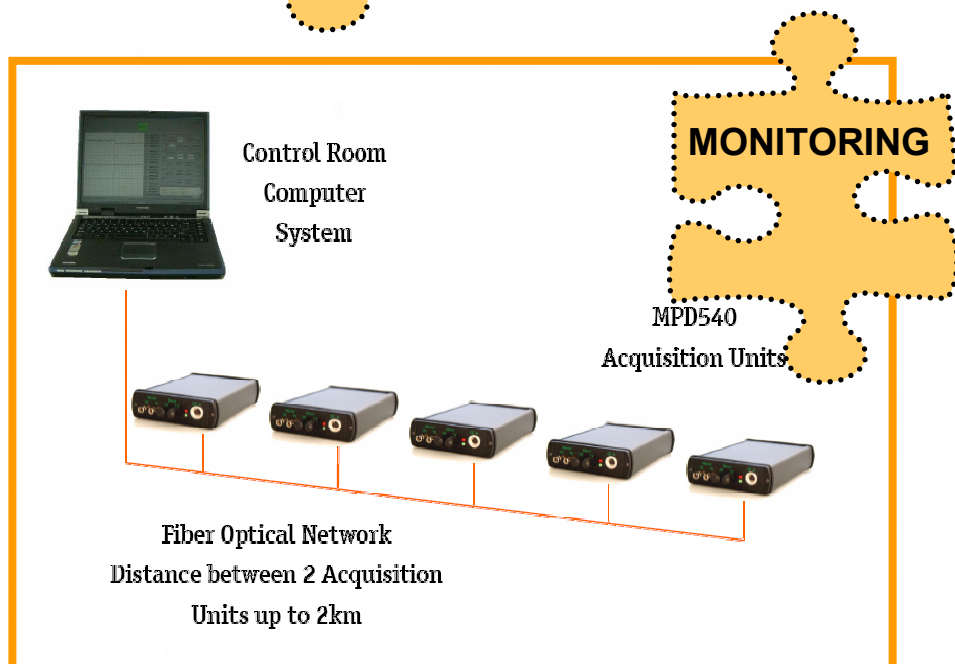 MONITORING
Control Room
Computer
System
MPD540
Acquisition Units
Fiber Optical Network
Distance between 2 Acquisition
Units up to 2km